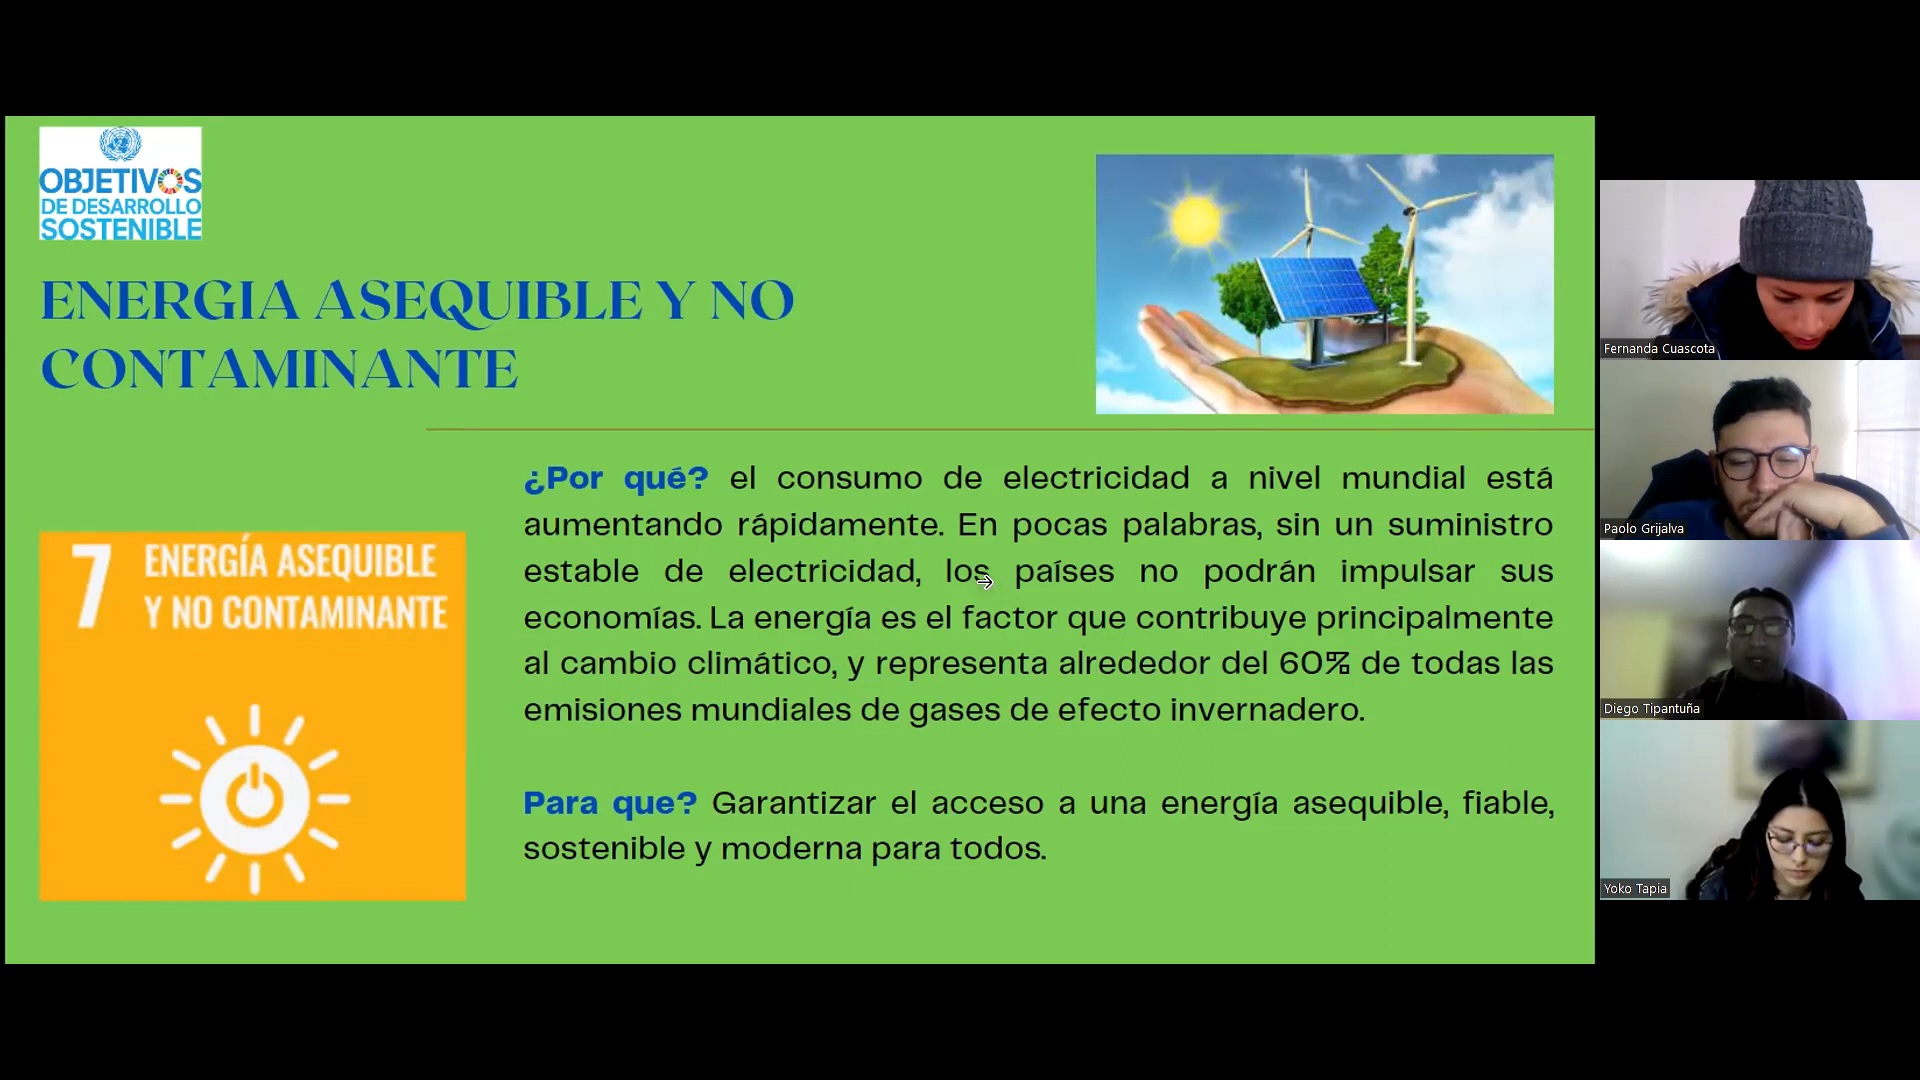 OBJETIVOS
DE DESARROLLO
SOSTENIBLE
ENERGIA ASEQUIBLE Y NO
CONTAMINANTE
7 ENERGÍA ASEQUIBLE
Y NO CONTAMINANTE
¿Por qué? el consumo de electricidad a nivel mundial está
aumentando rápidamente. En pocas palabras, sin un suministro
estable de electricidad, los países no podrán impulsar sus
economías. La energía es el factor que contribuye principalmente
al cambio climático, y representa alrededor del 60% de todas las
emisiones mundiales de gases de efecto invernadero.
Para que? Garantizar el acceso a una energía asequible, fiable,
sostenible y moderna para todos.
Fernanda Cuascota
Paolo Grijalva
Diego Tipantuña
Yoko Tapia